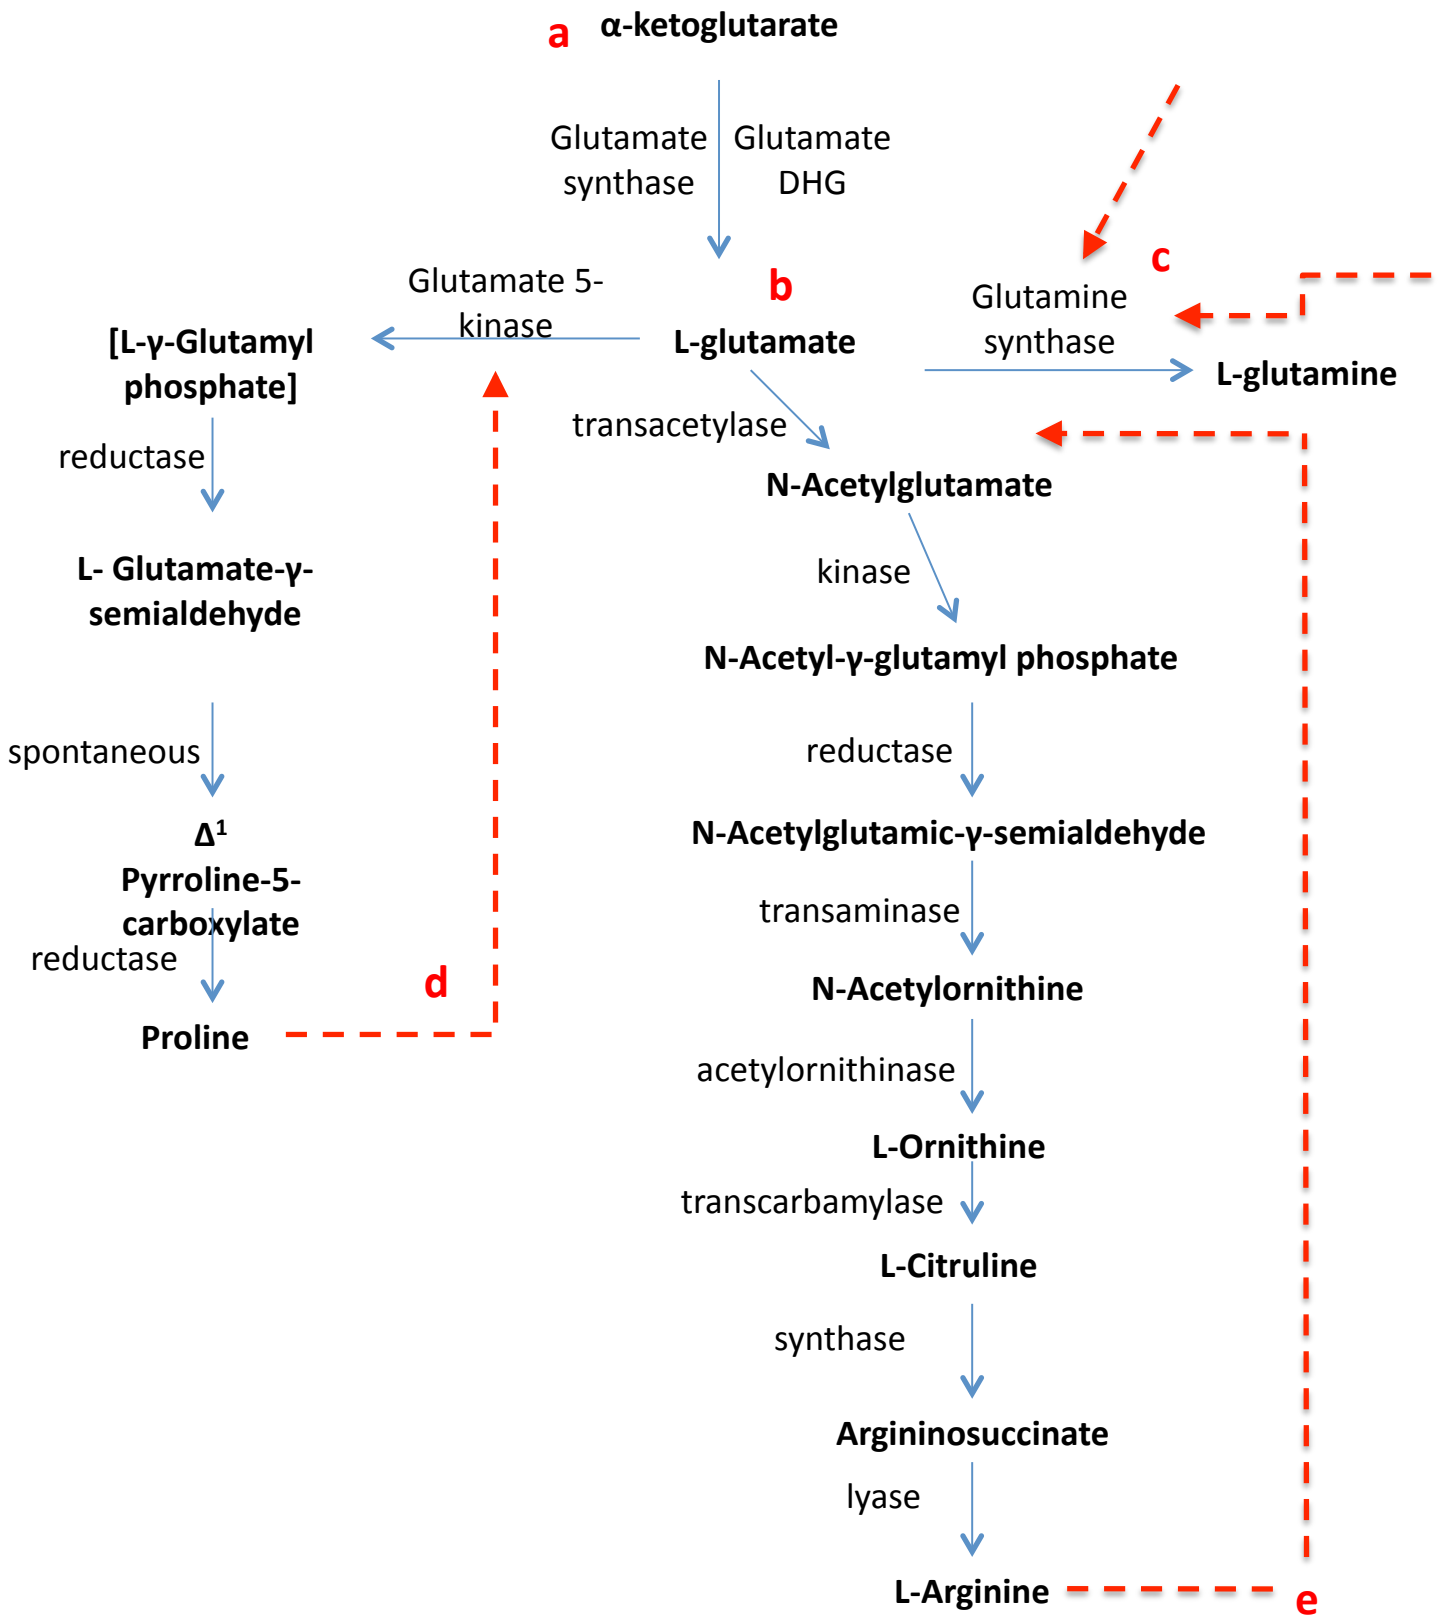 a
α-ketoglutarate
Glutamate
synthase
Glutamate
DHG
Glutamate 5-
kinase
b
c
Glutamine
synthase
[L-γ-Glutamyl
phosphate]
L-glutamate
L-glutamine
reductase
transacetylase
N-Acetylglutamate
L- Glutamate-γ-
semialdehyde
kinase
N-Acetyl-γ-glutamyl phosphate
spontaneous
reductase
Δ¹
Pyrroline-5-
carboxylate
N-Acetylglutamic-γ-semialdehyde
transaminase
reductase
d
N-Acetylornithine
Proline
acetylornithinase
L-Ornithine
transcarbamylase
L-Citruline
synthase
Argininosuccinate
lyase
L-Arginine
e